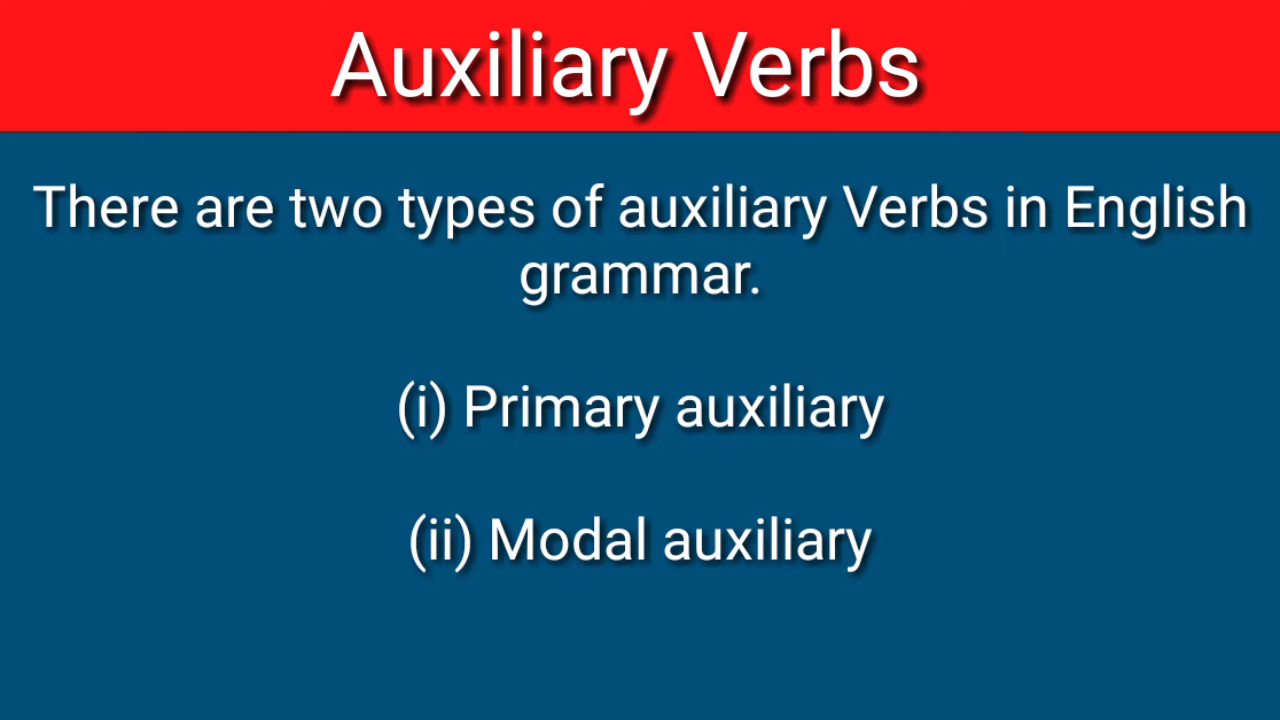 Auxiliary Verbs
There are two types of auxiliary Verbs in English
grammar.
(i) Primary auxiliary
(ii) Modal auxiliary